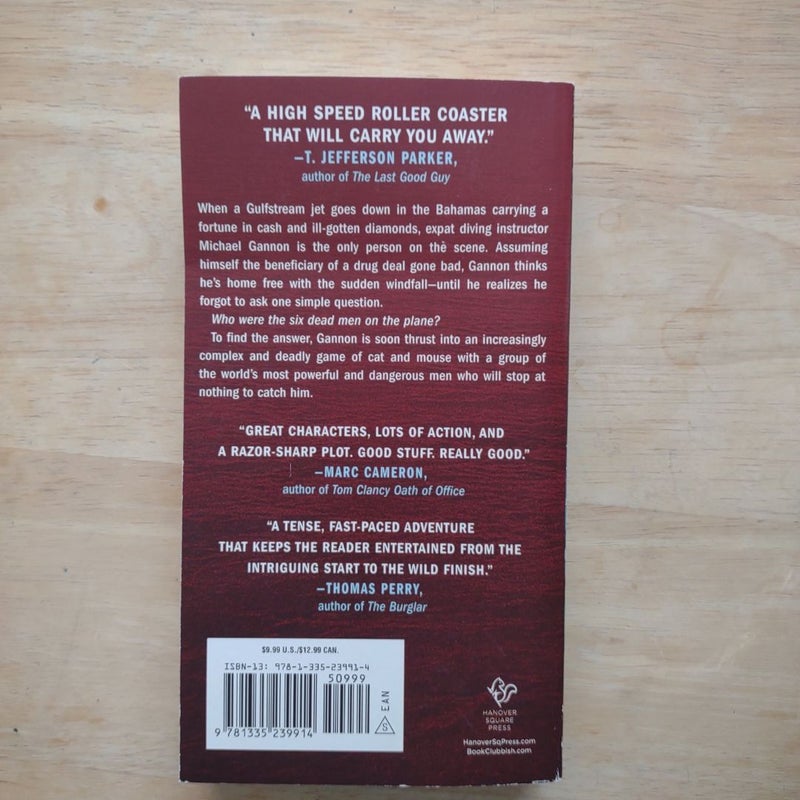 “A HIGH SPEED ROLLER COASTER
THAT WILL CARRY YOU AWAY.”
—T. JEFFERSON PARKER,
author of The Last Good Guy
When a Gulfstream jet goes down in the Bahamas carrying a
fortune in cash and ill-gotten diamonds, expat diving instructor
Michael Gannon is the only person on the scene. Assuming
himself the beneficiary of a drug deal gone bad, Gannon thinks
he’s home free with the sudden windfall—until he realizes he
forgot to ask one simple question.
Who were the six dead men on the plane?
To find the answer, Gannon is soon thrust into an increasingly
complex and deadly game of cat and mouse with a group of
the world’s most powerful and dangerous men who will stop at
nothing to catch him.
“GREAT CHARACTERS, LOTS OF ACTION, AND
A RAZOR-SHARP PLOT. GOOD STUFF. REALLY GOOD.”
—MARC CAMERON,
author of Tom Clancy Oath of Office
“A TENSE, FAST-PACED ADVENTURE
THAT KEEPS THE READER ENTERTAINED FROM THE
INTRIGUING START TO THE WILD FINISH.”
—THOMAS PERRY,
author of The Burglar
$9.99 U.S./$12.99 CAN.
ISBN-13: 978-1-335-23991-4
50999
9 781335 239914
S
EAN
HANOVER
SQUARE
PRESS
HanoverSqPress.com
BookClubbish.com